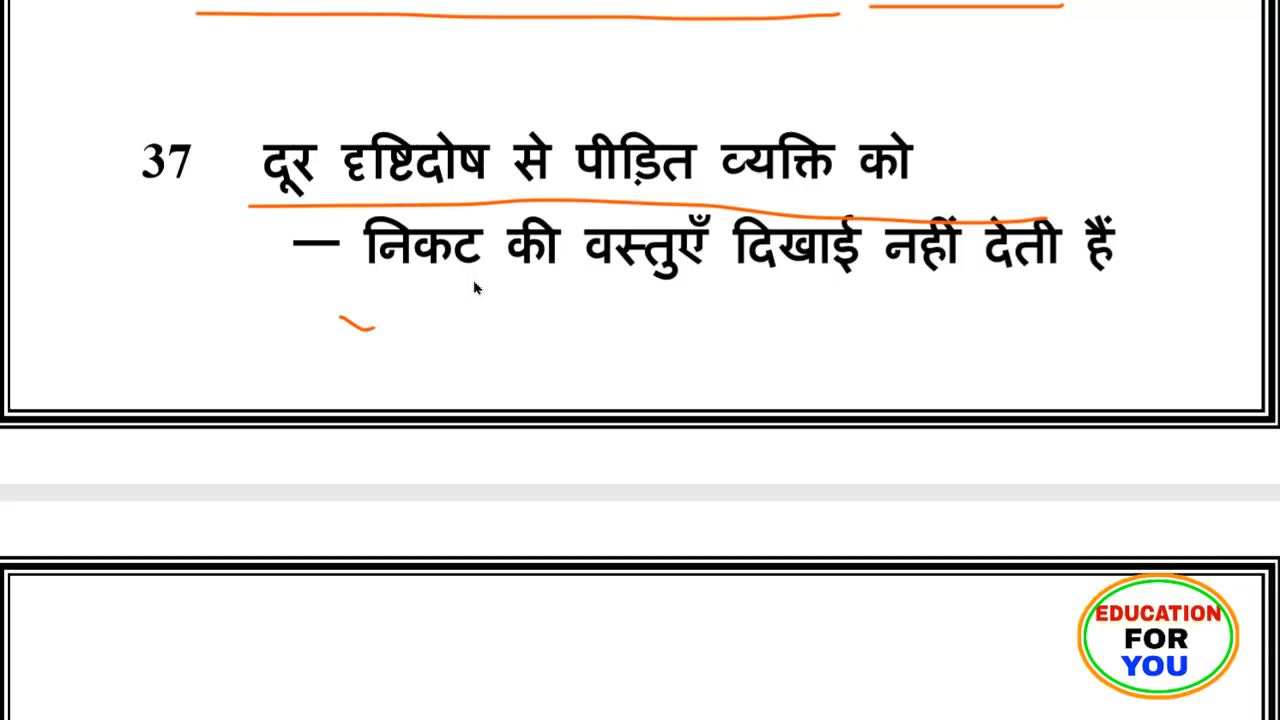 37 दूर दृष्टिदोष से पीड़ित व्यक्ति को
— निकट की वस्तुएँ दिखाई नहीं देती हैं
EDUCATION
FOR
YOU